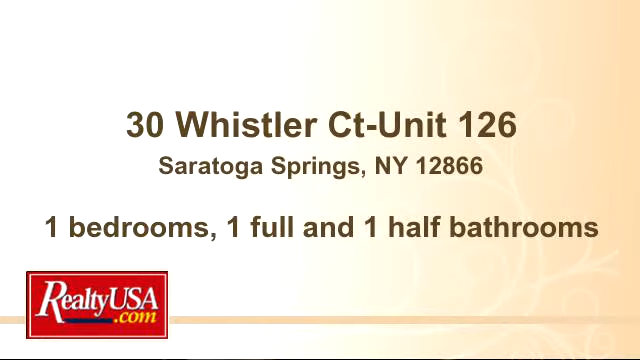 30 Whistler Ct-Unit 126
Saratoga Springs, NY 12866
1 bedrooms, 1 full and 1 half bathrooms
RealtyUSA
.com